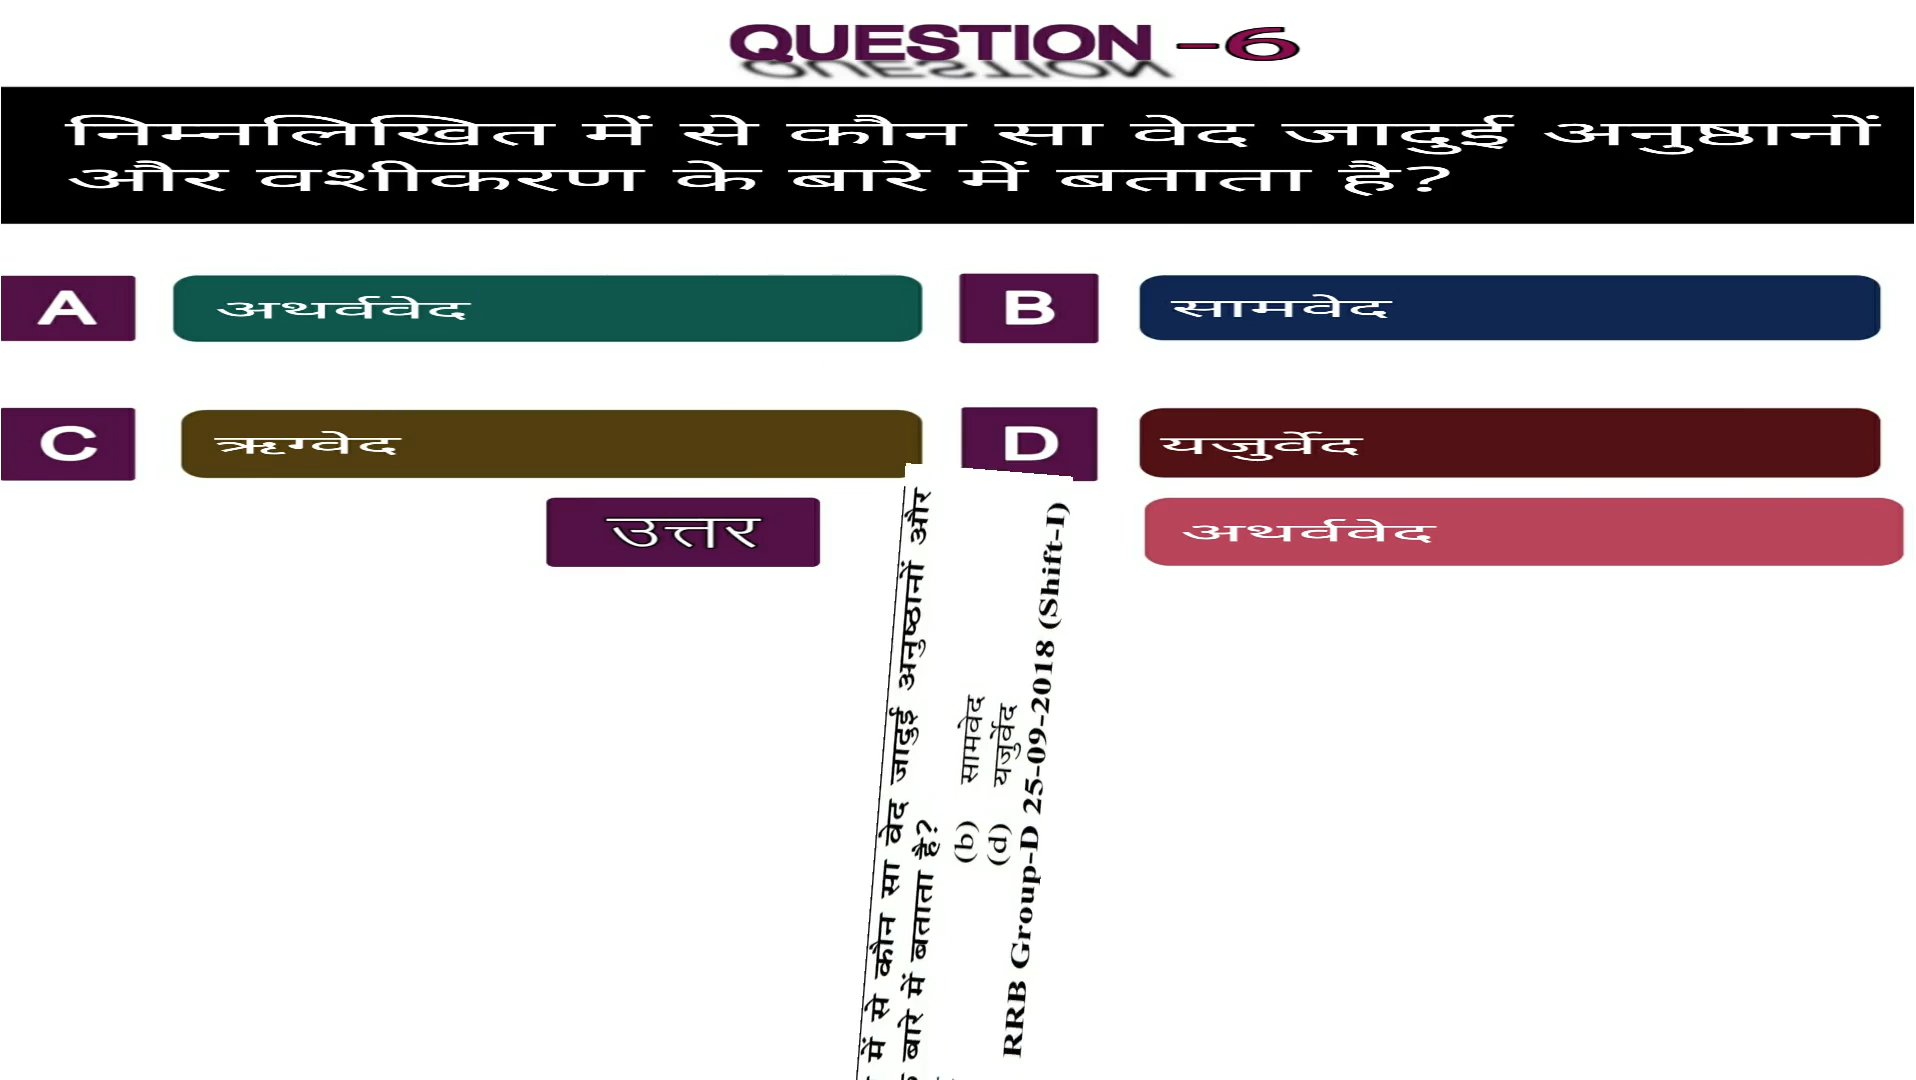 QUESTION -6
निम्नलिखित में से कौन सा वेद जादुई अनुष्ठानों
और वशीकरण के बारे में बताता है?
A अथर्ववेद
B सामवेद
C ऋग्वेद
D यजुर्वेद
उत्तर
अथर्ववेद
में से कौन सा वेद जादुई अनुष्ठानों और
बारे में बताता है?
(b) सामवेद
(d) यजुर्वेद
RRB Group-D 25-09-2018 (Shift-I)